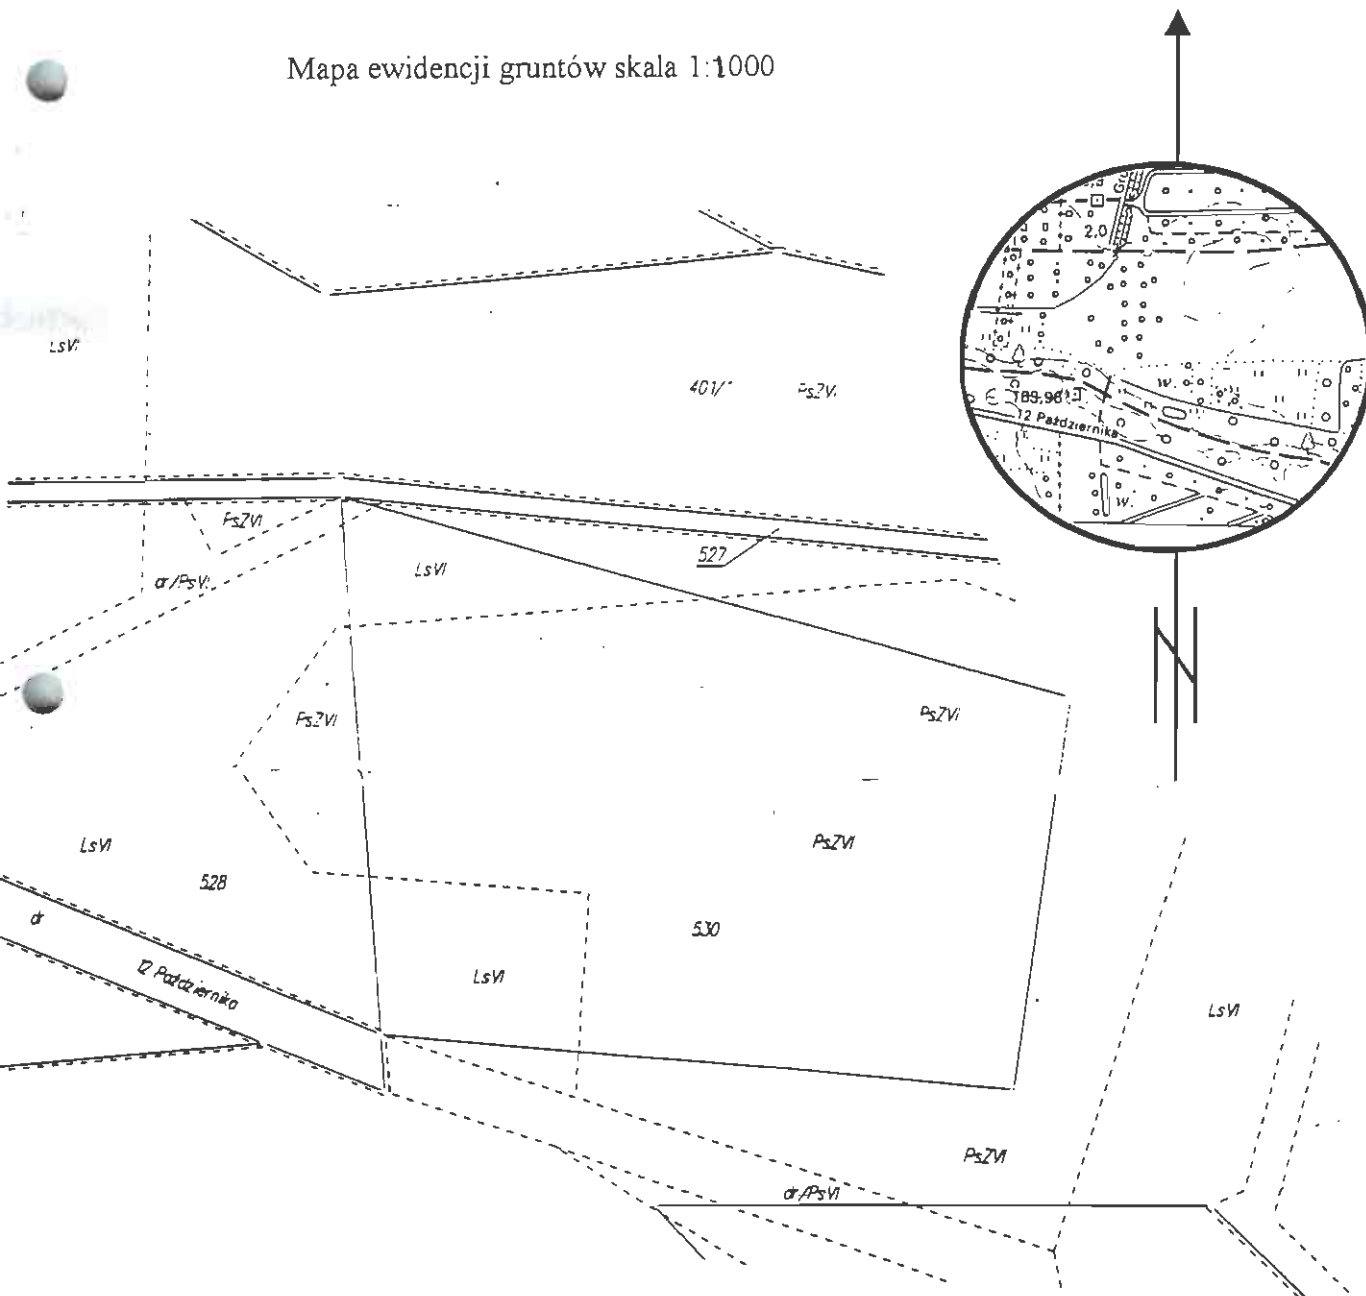 Mapa ewidencji gruntów skala 1:1000
2,0
LsVI
401/
PsZVI
w.
189,96
12 Października
PsZVI
527
LsVI
w.
dr/PsVI
PsZVI
PsZVI
LsVI
PsZVI
528
dr
530
12 Października
LsVI
LsVI
PsZVI
dr/PsVI
N